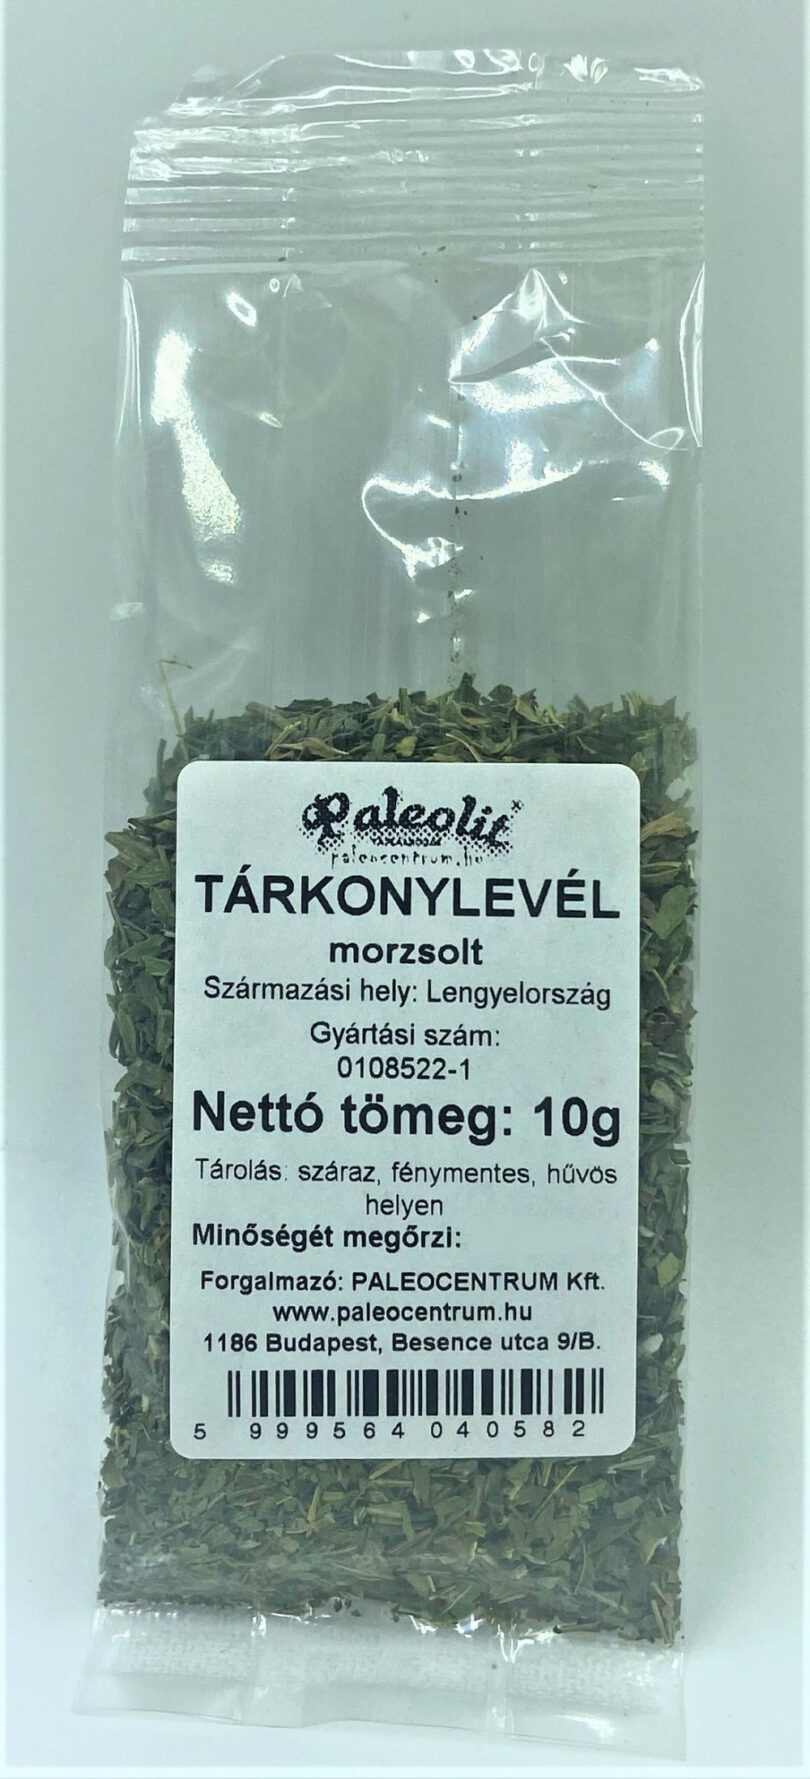 Paleolit
paleocentrum.hu
TÁRKONYLEVÉL
morzsolt
Származási hely: Lengyelország
Gyártási szám:
0108522-1
Nettó tömeg: 10g
Tárolás: száraz, fénymentes, hűvös
helyen
Minőségét megőrzi:
Forgalmazó: PALEOCENTRUM Kft.
www.paleocentrum.hu
1186 Budapest, Besence utca 9/B.
5 999564 040582